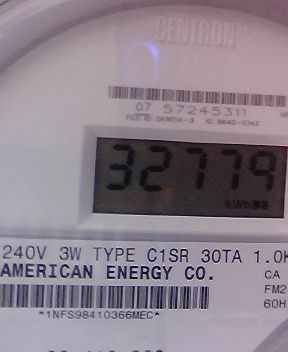 CENTRON
07 57245311
32779
kWh
240V 3W TYPE C1SR 30TA 1.0K
AMERICAN ENERGY CO.
CA
FM2
60H
*1NFS98410366MEC*